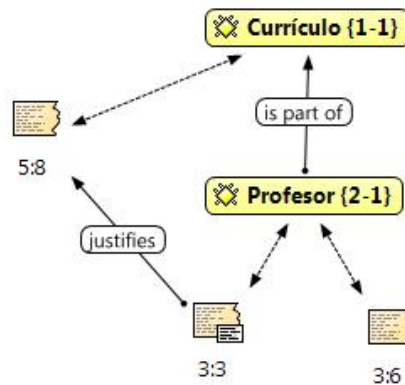 Currículo {1-1}
is part of
5:8
Profesor {2-1}
justifies
3:3
3:6